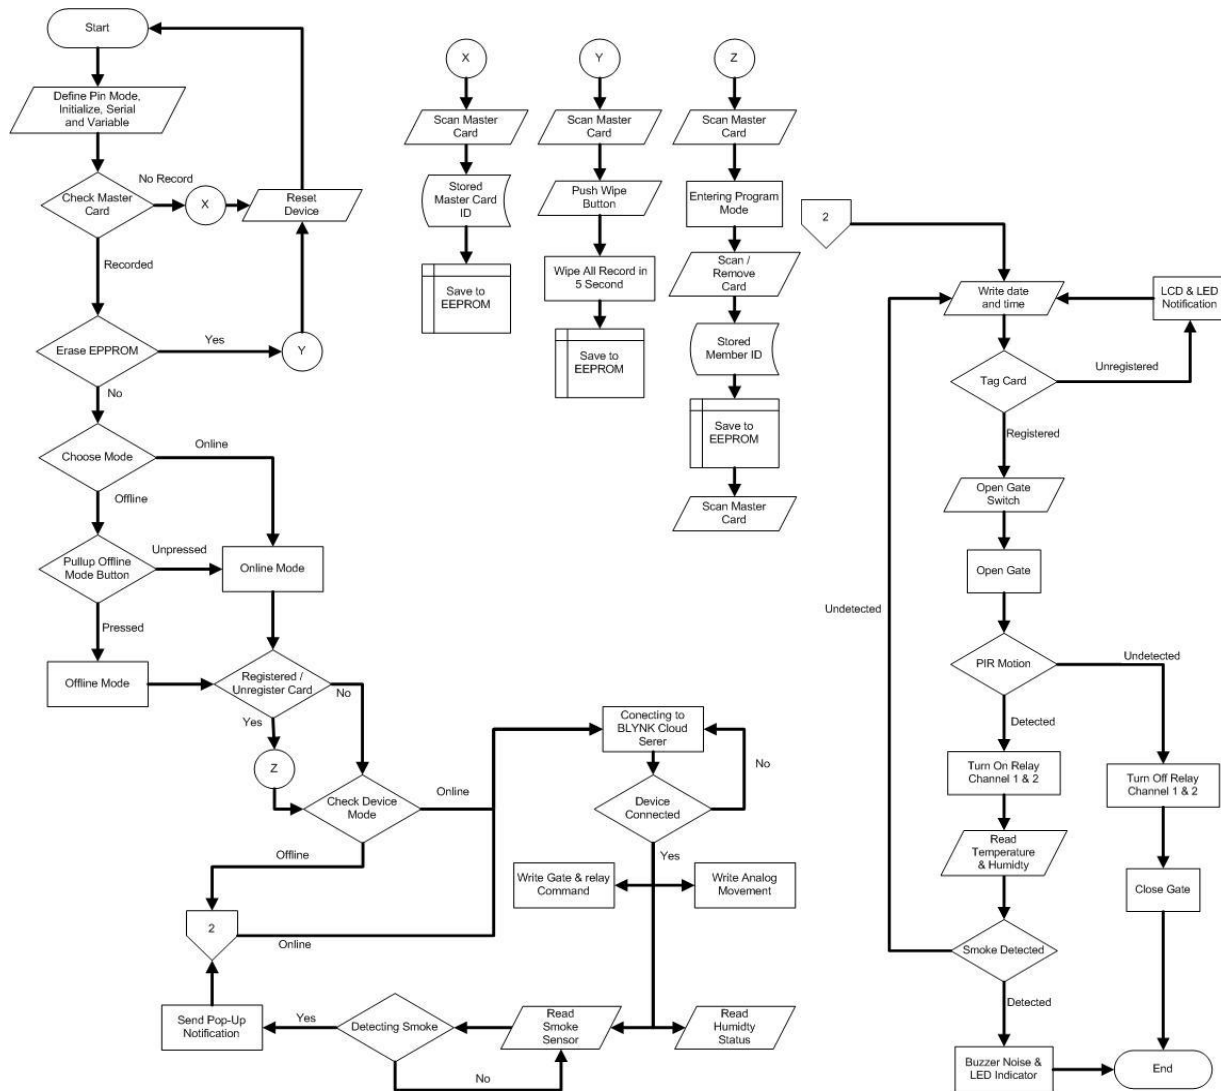 Start
Define Pin Mode,
Initialize, Serial
and Variable
Check Master
Card
No Record
X
Reset
Device
Recorded
Erase EPPROM
Yes
Y
No
Choose Mode
Online
Offline
Pullup Offline
Mode Button
Unpressed
Online Mode
Pressed
Offline Mode
Registered /
Unregister Card
No
Yes
Z
Check Device
Mode
Online
Offline
2
Online
Send Pop-Up
Notification
Yes
Detecting Smoke
No
Read
Smoke
Sensor
Read
Humidity
Status
Conecting to
BLYNK Cloud
Serer
No
Device
Connected
Yes
Write Gate & relay
Command
Write Analog
Movement
X
Scan Master
Card
Stored
Master Card
ID
Save to
EEPROM
Y
Scan Master
Card
Push Wipe
Button
Wipe All Record in
5 Second
Save to
EEPROM
Z
Scan Master
Card
Entering Program
Mode
Scan /
Remove
Card
Stored
Member ID
Save to
EEPROM
Scan Master
Card
2
Write date
and time
LCD & LED
Notification
Tag Card
Unregistered
Registered
Open Gate
Switch
Open Gate
Undetected
PIR Motion
Undetected
Detected
Turn On Relay
Channel 1 & 2
Turn Off Relay
Channel 1 & 2
Read
Temperature
& Humidty
Close Gate
Smoke Detected
Detected
Buzzer Noise &
LED Indicator
End